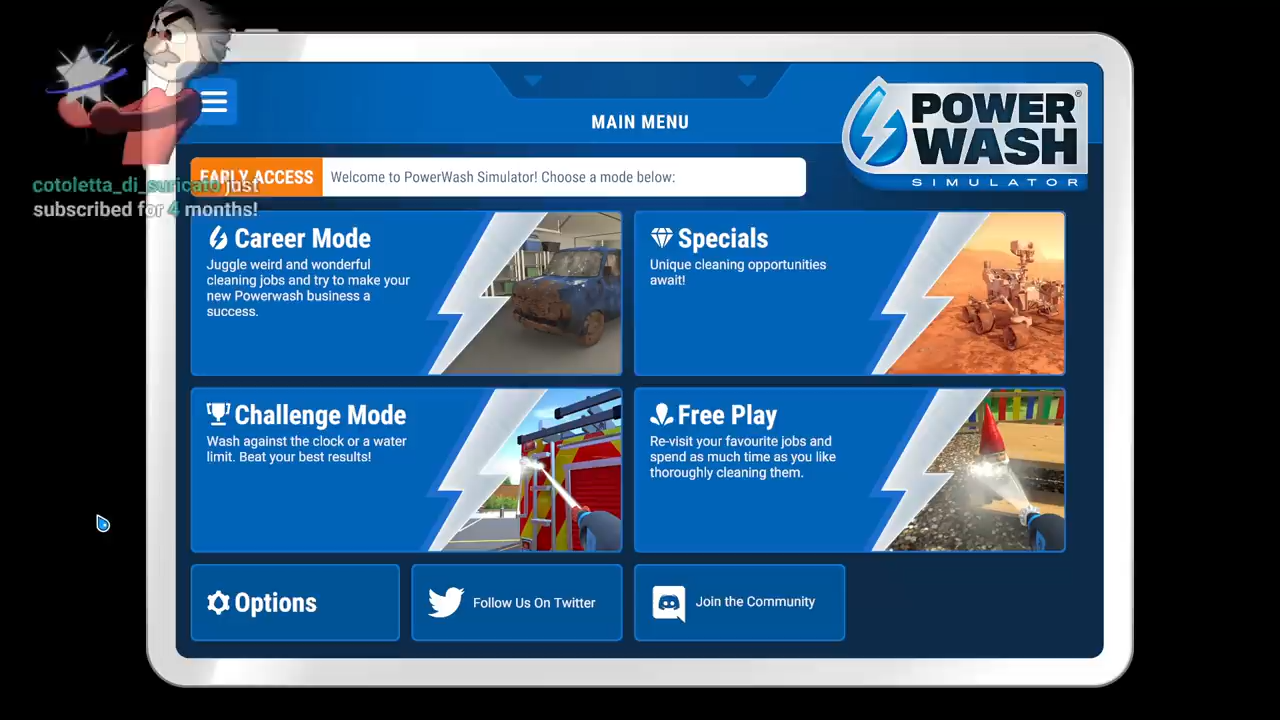 MAIN MENU
POWER
WASH
SIMULATOR
EARLY ACCESS
Welcome to PowerWash Simulator! Choose a mode below:
cotoletta_di_suricato just
subscribed for 4 months!
Career Mode
Juggle weird and wonderful
cleaning jobs and try to make your
new Powerwash business a
success.
Specials
Unique cleaning opportunities
await!
Challenge Mode
Wash against the clock or a water
limit. Beat your best results!
Free Play
Re-visit your favourite jobs and
spend as much time as you like
thoroughly cleaning them.
Options
Follow Us On Twitter
Join the Community